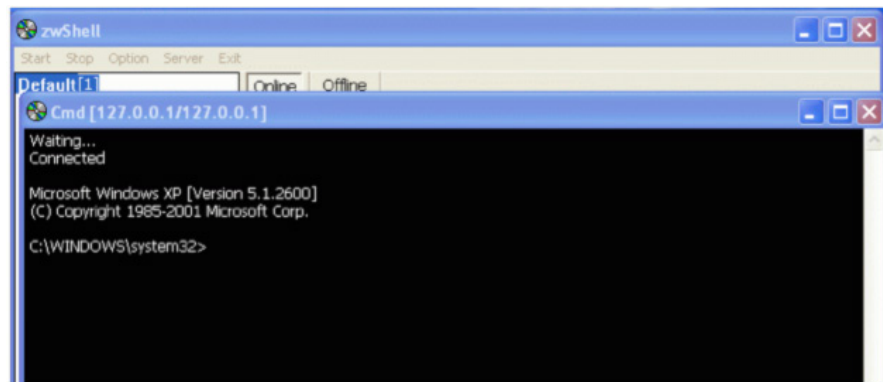 zwShell
Start Stop Option Server Exit
Default[1] Online Offline
Cmd [127.0.0.1/127.0.0.1]
Waiting...
Connected
Microsoft Windows XP [Version 5.1.2600]
(C) Copyright 1985-2001 Microsoft Corp.
C:\WINDOWS\system32>